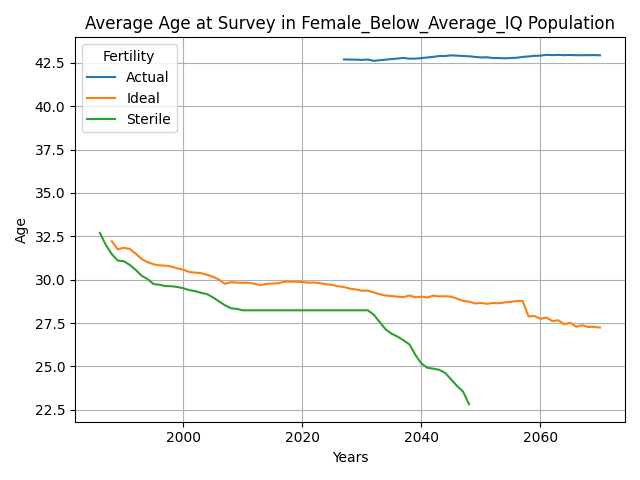 Average Age at Survey in Female_Below_Average_IQ Population
Fertility
Actual
Ideal
Sterile
42.5
40.0
37.5
35.0
32.5
30.0
27.5
25.0
22.5
Age
2000
2020
2040
2060
Years